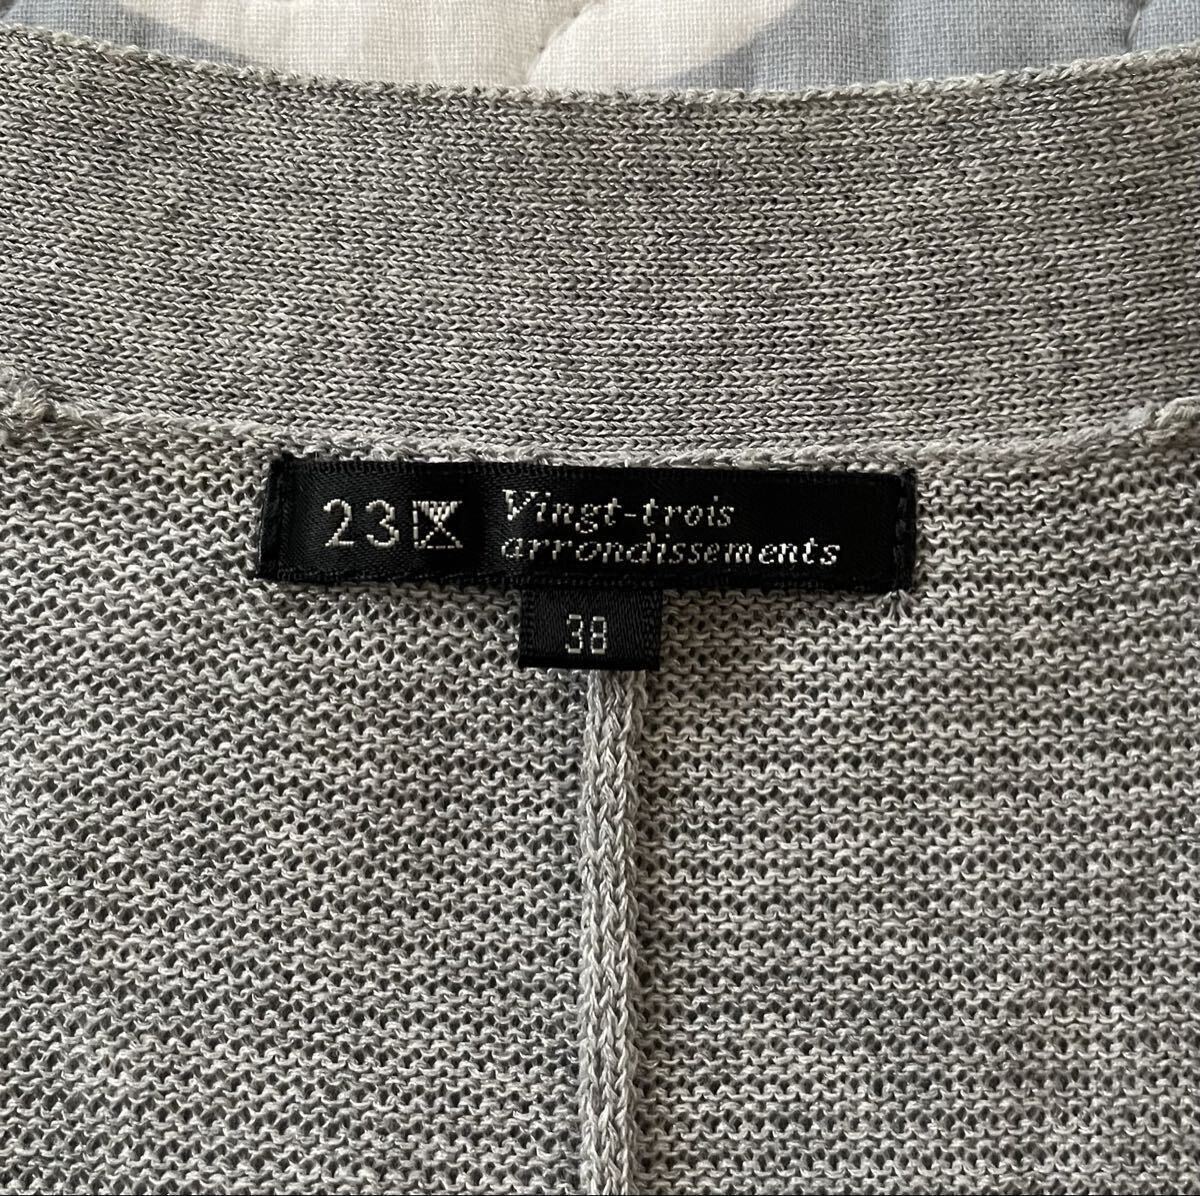 23区 Vingt-trois
arrondissements
38